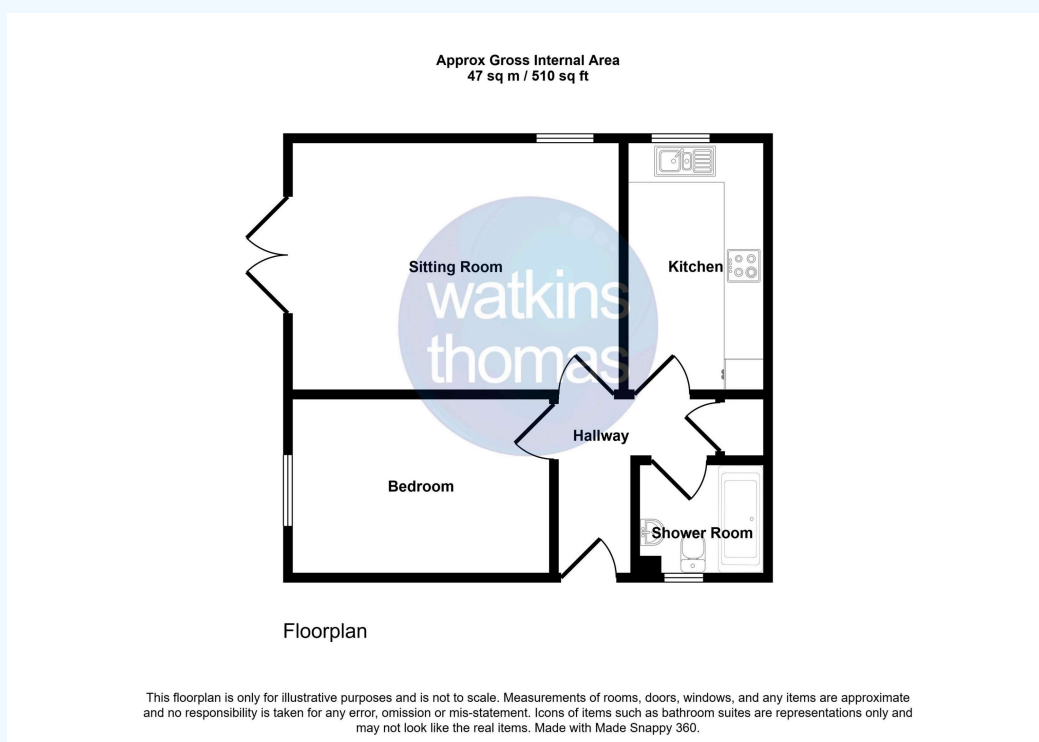 Approx Gross Internal Area
47 sq m / 510 sq ft
Sitting Room
Kitchen
watkins
thomas
Hallway
Bedroom
Shower Room
Floorplan
This floorplan is only for illustrative purposes and is not to scale. Measurements of rooms, doors, windows, and any items are approximate
and no responsibility is taken for any error, omission or mis-statement. Icons of items such as bathroom suites are representations only and
may not look like the real items. Made with Made Snappy 360.